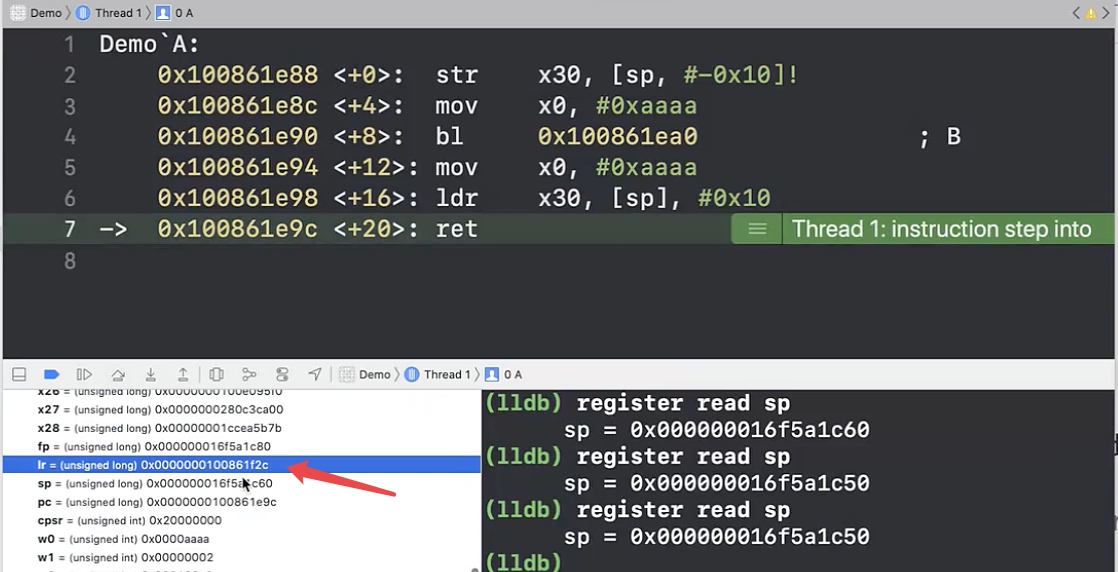 Demo 〉 Thread 1 〉 0 A
1 Demo`A:
2 0x100861e88 <+0>: str x30, [sp, #-0x10]!
3 0x100861e8c <+4>: mov x0, #0xaaaa
4 0x100861e90 <+8>: bl 0x100861ea0 ; B
5 0x100861e94 <+12>: mov x0, #0xaaaa
6 0x100861e98 <+16>: ldr x30, [sp], #0x10
7 -> 0x100861e9c <+20>: ret Thread 1: instruction step into
8
Demo 〉 Thread 1 〉 0 A
x26 = (unsigned long) 0x0000000100e095f0
x27 = (unsigned long) 0x0000000280c3ca00
x28 = (unsigned long) 0x00000001ccea5b7b
fp = (unsigned long) 0x000000016f5a1c80
lr = (unsigned long) 0x0000000100861f2c
sp = (unsigned long) 0x000000016f5a1c60
pc = (unsigned long) 0x0000000100861e9c
cpsr = (unsigned int) 0x20000000
w0 = (unsigned int) 0x0000aaaa
w1 = (unsigned int) 0x00000002
(lldb) register read sp
sp = 0x000000016f5a1c60
(lldb) register read sp
sp = 0x000000016f5a1c50
(lldb) register read sp
sp = 0x000000016f5a1c50
(lldb)